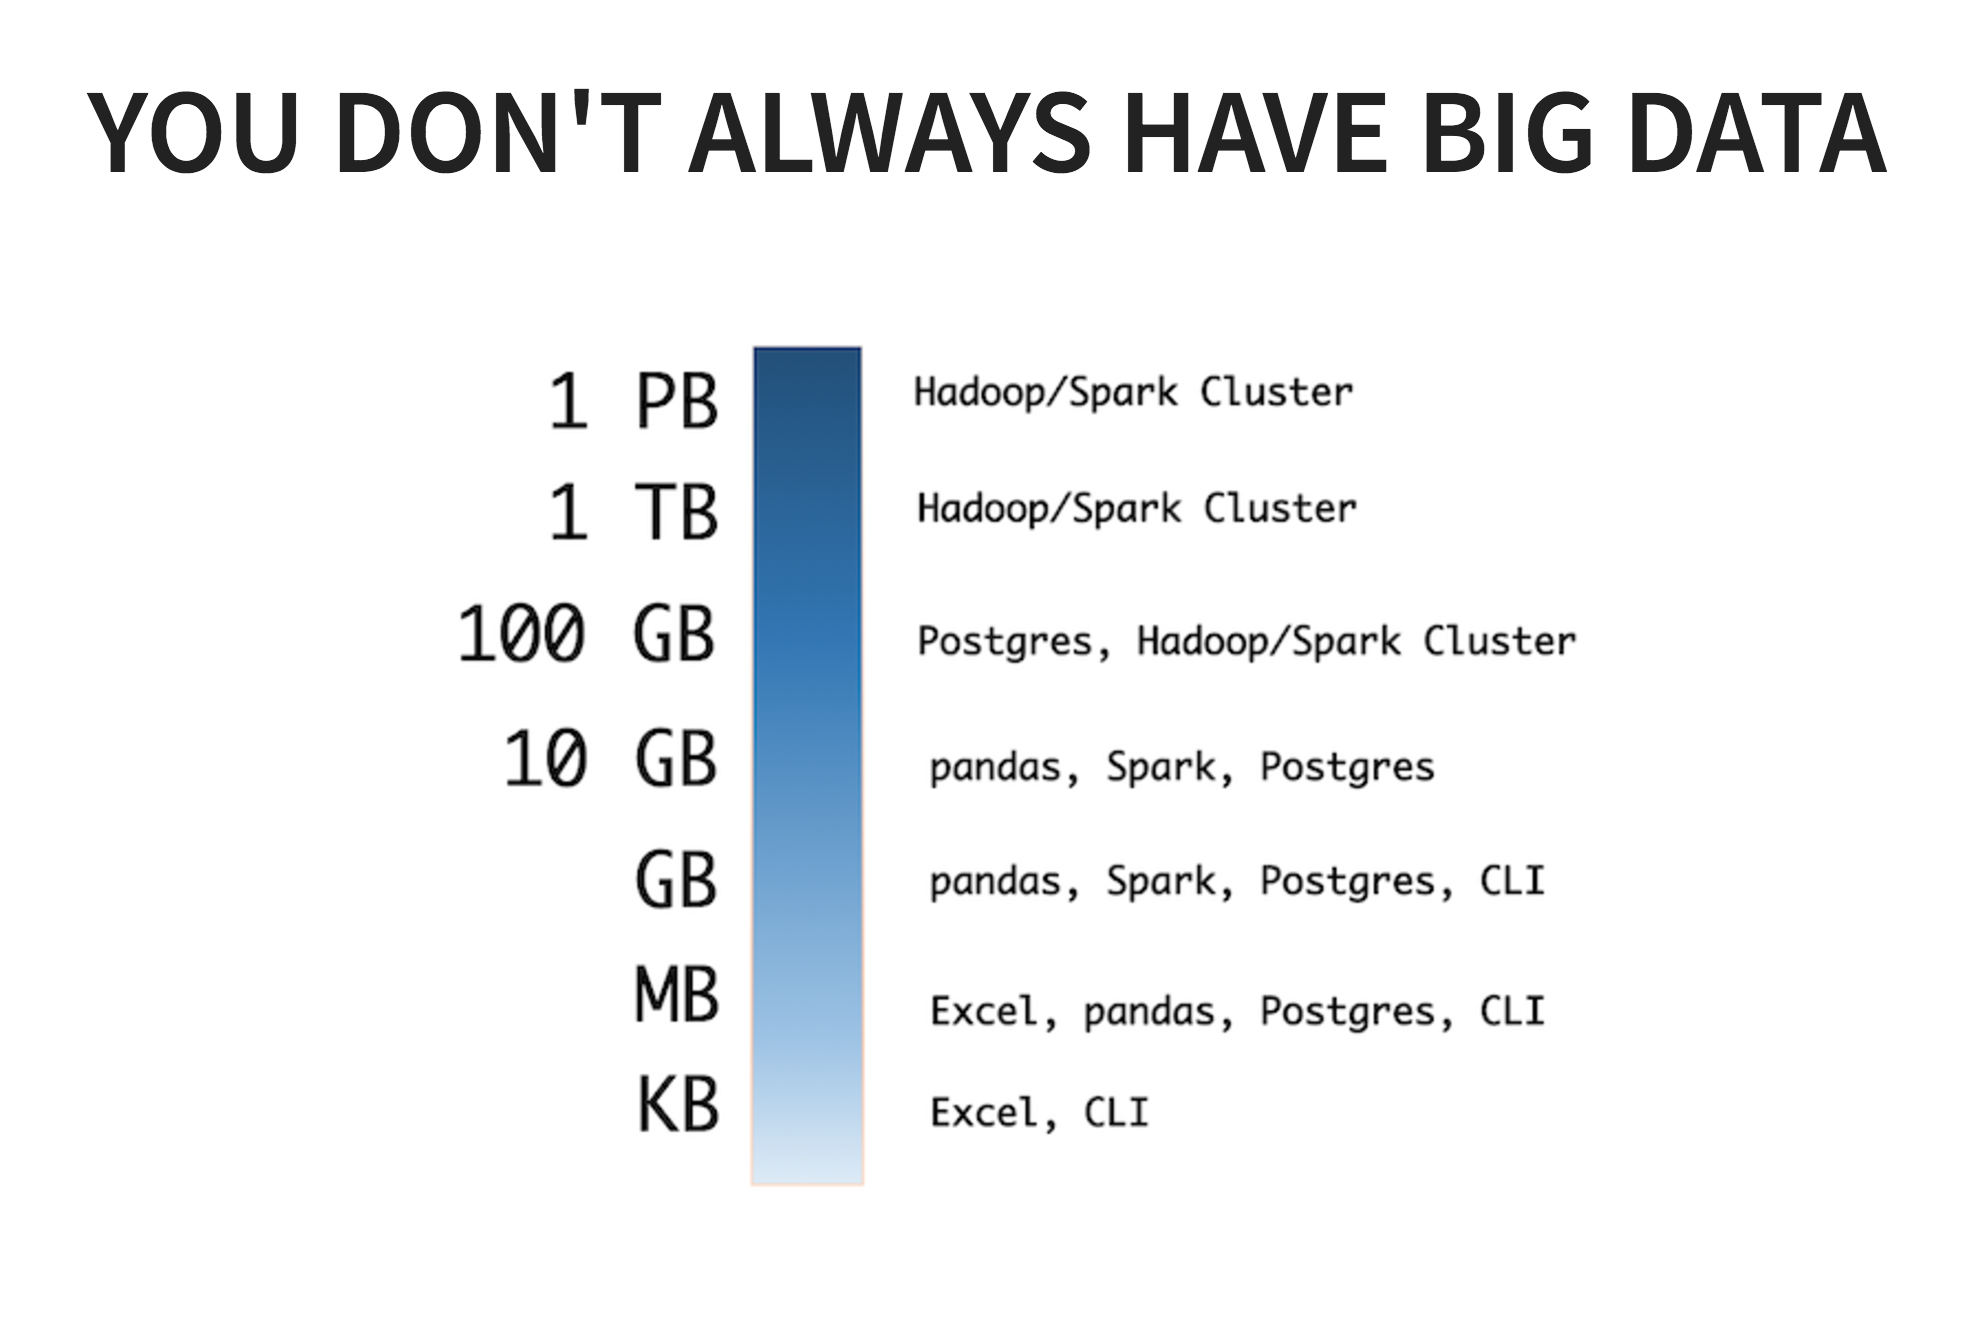 YOU DON'T ALWAYS HAVE BIG DATA
1 PB Hadoop/Spark Cluster
1 TB Hadoop/Spark Cluster
100 GB Postgres, Hadoop/Spark Cluster
10 GB pandas, Spark, Postgres
GB pandas, Spark, Postgres, CLI
MB Excel, pandas, Postgres, CLI
KB Excel, CLI